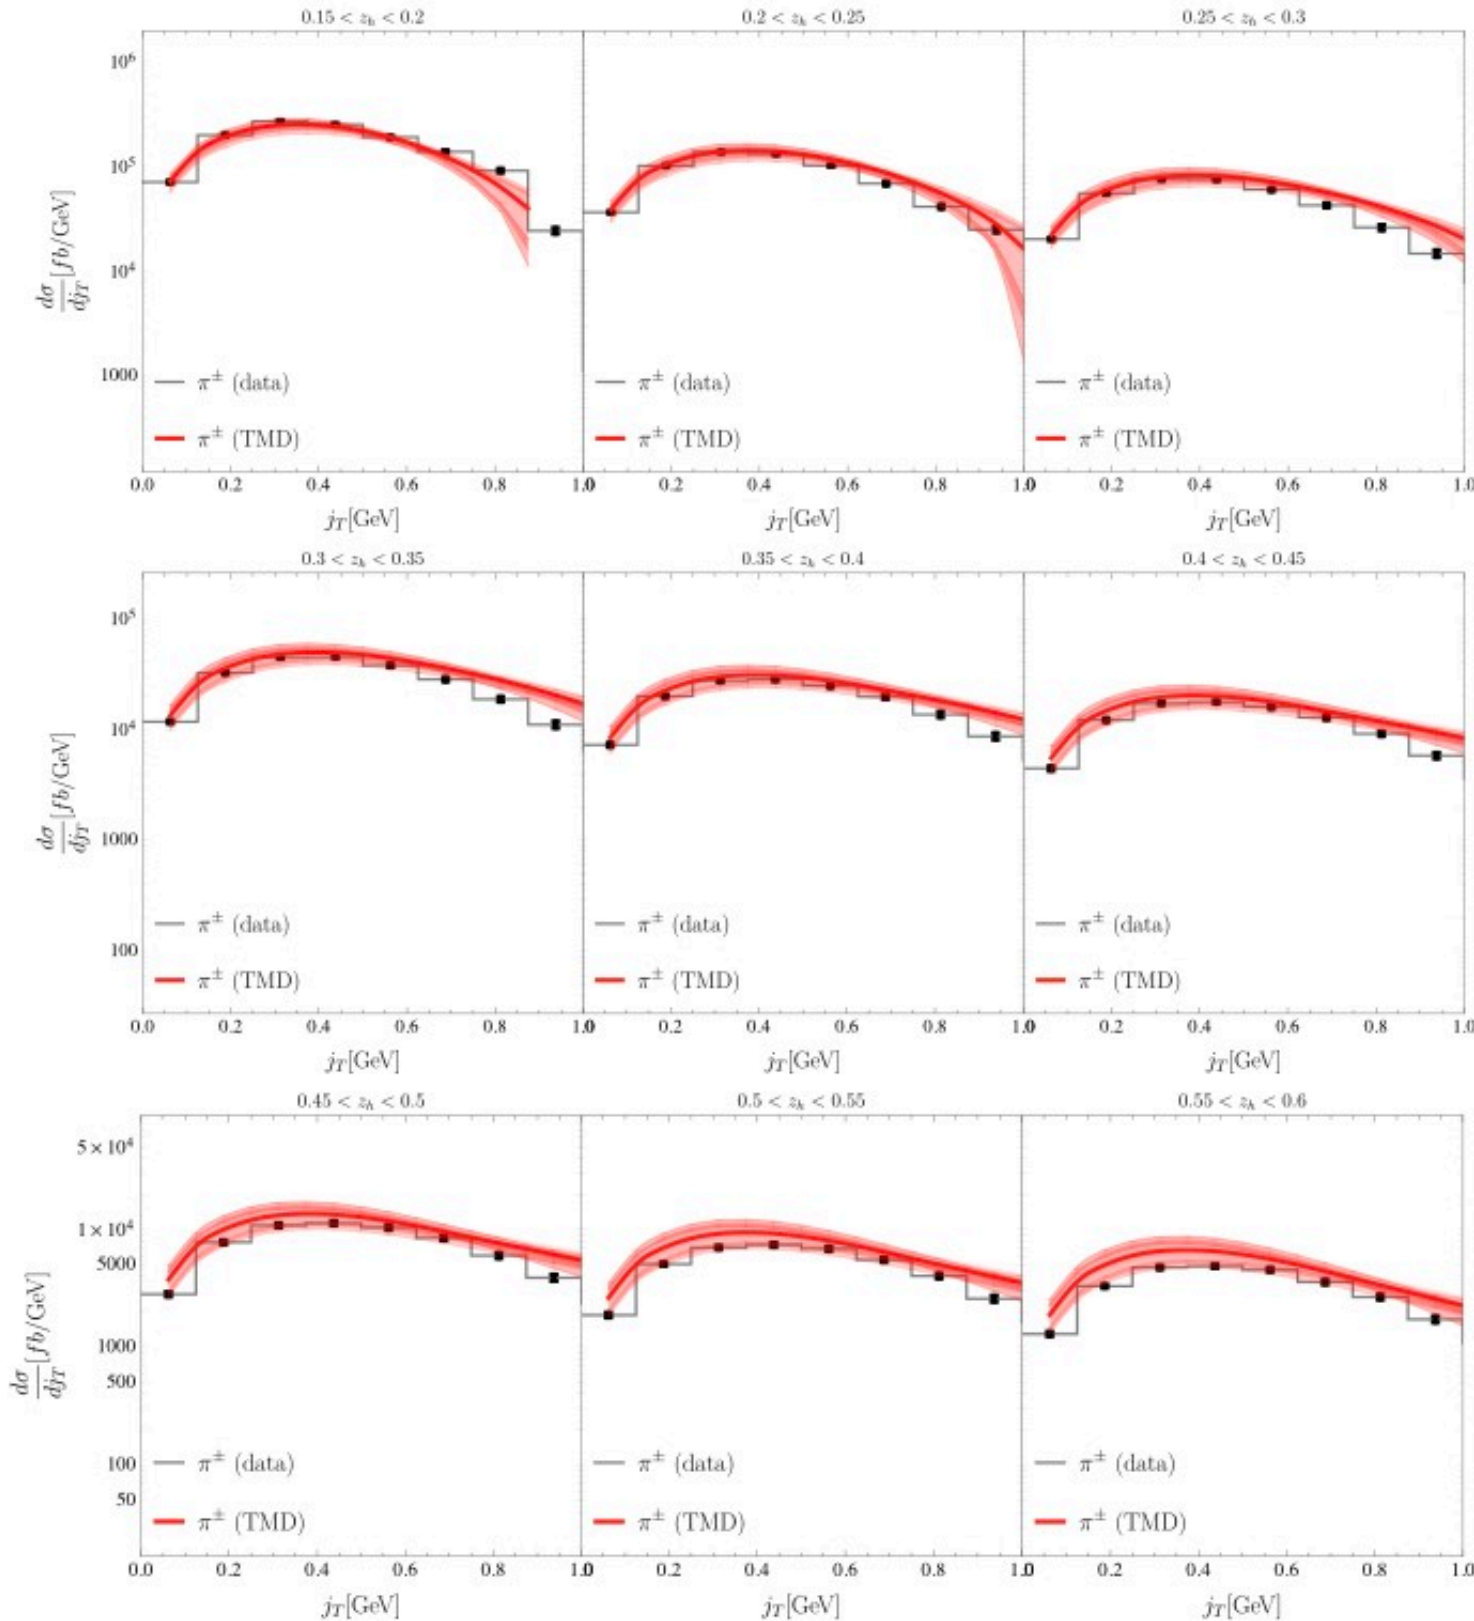 0.15 < z_h < 0.2
0.2 < z_h < 0.25
0.25 < z_h < 0.3
dσ/dj_T [fb/GeV]
10^6
10^5
10^4
1000
π± (data)
π± (TMD)
π± (data)
π± (TMD)
π± (data)
π± (TMD)
0.0 0.2 0.4 0.6 0.8 1.0 0.2 0.4 0.6 0.8 1.0 0.2 0.4 0.6 0.8 1.0
j_T[GeV]
j_T[GeV]
j_T[GeV]
0.3 < z_h < 0.35
0.35 < z_h < 0.4
0.4 < z_h < 0.45
dσ/dj_T [fb/GeV]
10^5
10^4
1000
100
π± (data)
π± (TMD)
π± (data)
π± (TMD)
π± (data)
π± (TMD)
0.0 0.2 0.4 0.6 0.8 1.0 0.2 0.4 0.6 0.8 1.0 0.2 0.4 0.6 0.8 1.0
j_T[GeV]
j_T[GeV]
j_T[GeV]
0.45 < z_h < 0.5
0.5 < z_h < 0.55
0.55 < z_h < 0.6
dσ/dj_T [fb/GeV]
5 × 10^4
1 × 10^4
5000
1000
500
100
50
π± (data)
π± (TMD)
π± (data)
π± (TMD)
π± (data)
π± (TMD)
0.0 0.2 0.4 0.6 0.8 1.0 0.2 0.4 0.6 0.8 1.0 0.2 0.4 0.6 0.8 1.0
j_T[GeV]
j_T[GeV]
j_T[GeV]